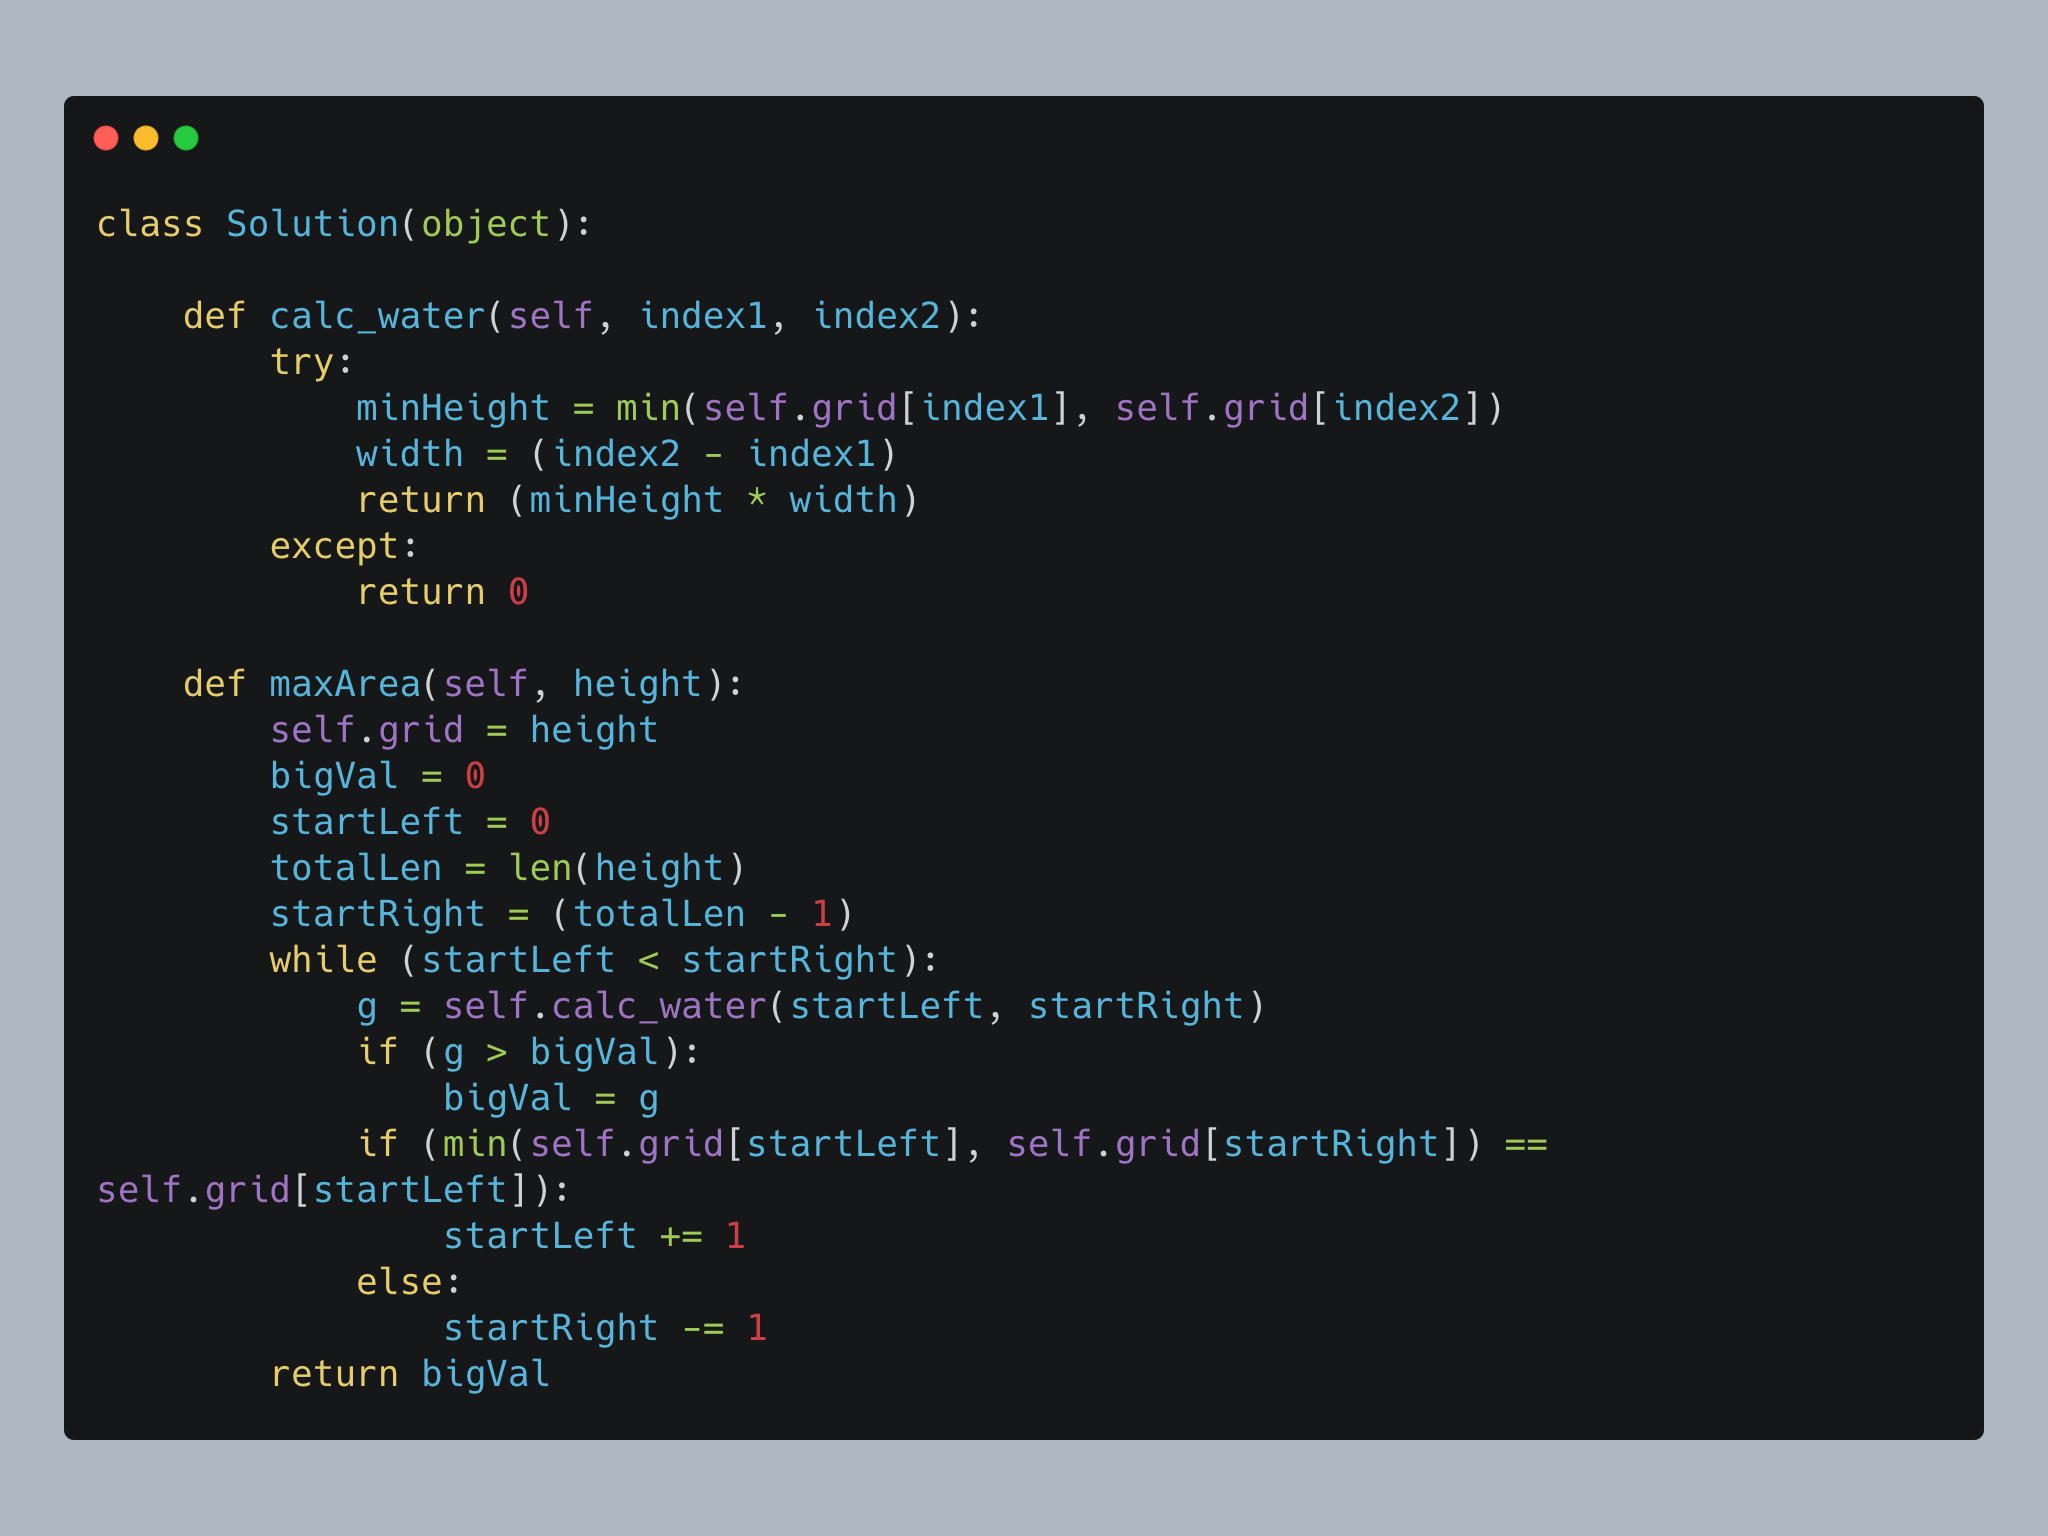 class Solution(object):

    def calc_water(self, index1, index2):
        try:
            minHeight = min(self.grid[index1], self.grid[index2])
            width = (index2 - index1)
            return (minHeight * width)
        except:
            return 0

    def maxArea(self, height):
        self.grid = height
        bigVal = 0
        startLeft = 0
        totalLen = len(height)
        startRight = (totalLen - 1)
        while (startLeft < startRight):
            g = self.calc_water(startLeft, startRight)
            if (g > bigVal):
                bigVal = g
            if (min(self.grid[startLeft], self.grid[startRight]) ==
self.grid[startLeft]):
                startLeft += 1
            else:
                startRight -= 1
        return bigVal